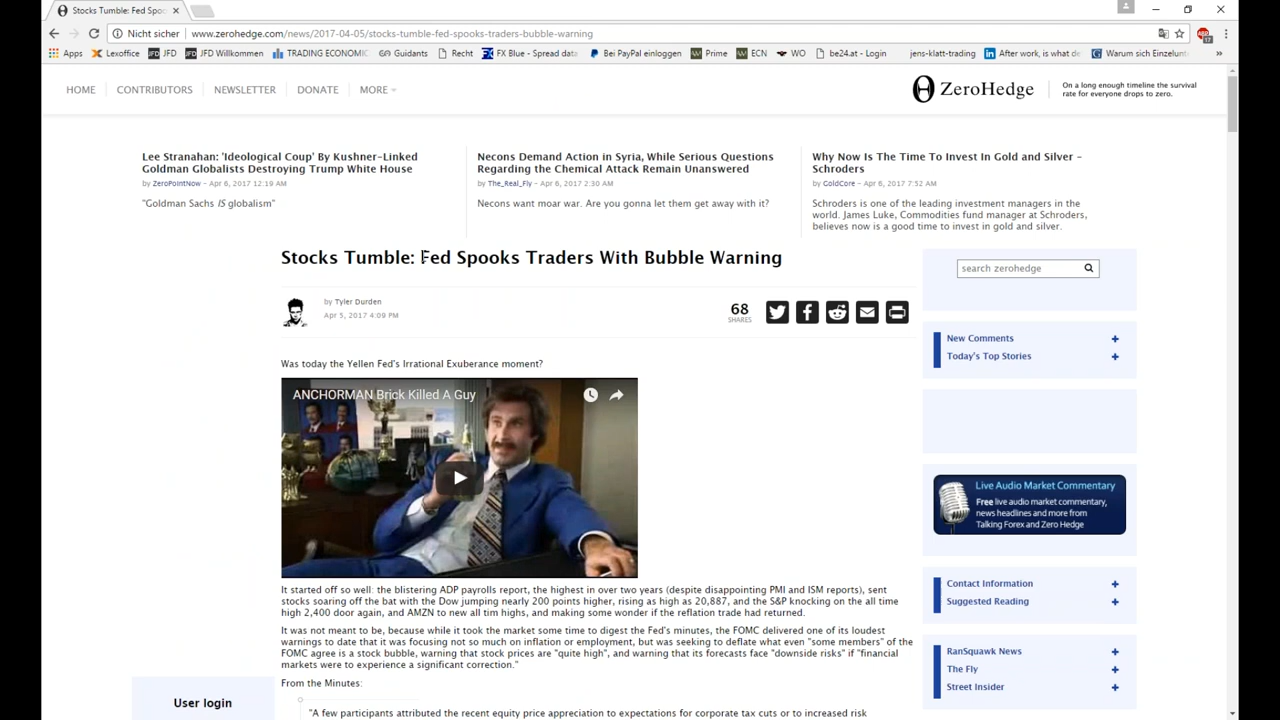 Stocks Tumble: Fed Spoo
Nicht sicher
www.zerohedge.com/news/2017-04-05/stocks-tumble-fed-spooks-traders-bubble-warning
Apps
Lexoffice
JFD
JFD Willkommen
TRADING ECONOMIC
Guidants
Recht
FX Blue - Spread data
Bei PayPal einloggen
Prime
ECN
WO
be24.at - Login
jens-klatt-trading
After work, is what de
Warum sich Einzelunt
»
HOME
CONTRIBUTORS
NEWSLETTER
DONATE
MORE
ZeroHedge
On a long enough timeline the survival
rate for everyone drops to zero.
Lee Stranahan: 'Ideological Coup' By Kushner-Linked
Goldman Globalists Destroying Trump White House
by ZeroPointNow - Apr 6, 2017 12:19 AM
"Goldman Sachs IS globalism"
Necons Demand Action in Syria, While Serious Questions
Regarding the Chemical Attack Remain Unanswered
by The_Real_Fly - Apr 6, 2017 2:30 AM
Necons want moar war. Are you gonna let them get away with it?
Why Now Is The Time To Invest In Gold and Silver -
Schroders
by GoldCore - Apr 6, 2017 7:52 AM
Schroders is one of the leading investment managers in the
world. James Luke, Commodities fund manager at Schroders,
believes now is a good time to invest in gold and silver.
Stocks Tumble: Fed Spooks Traders With Bubble Warning
by Tyler Durden
Apr 5, 2017 4:09 PM
68
SHARES
Was today the Yellen Fed's Irrational Exuberance moment?
ANCHORMAN Brick Killed A Guy
It started off so well: the blistering ADP payrolls report, the highest in over two years (despite disappointing PMI and ISM reports), sent
stocks soaring off the bat with the Dow jumping nearly 200 points higher, rising as high as 20,887, and the S&P knocking on the all time
high 2,400 door again, and AMZN to new all tim highs, and making some wonder if the reflation trade had returned.
It was not meant to be, because while it took the market some time to digest the Fed's minutes, the FOMC delivered one of its loudest
warnings to date that it was focusing not so much on inflation or employment, but was seeking to deflate what even "some members" of the
FOMC agree is a stock bubble, warning that stock prices are "quite high", and warning that its forecasts face "downside risks" if "financial
markets were to experience a significant correction."
From the Minutes:
"A few participants attributed the recent equity price appreciation to expectations for corporate tax cuts or to increased risk
User login
search zerohedge
New Comments
Today's Top Stories
Live Audio Market Commentary
Free live audio market commentary,
news headlines and more from
Talking Forex and Zero Hedge
Contact Information
Suggested Reading
RanSquawk News
The Fly
Street Insider